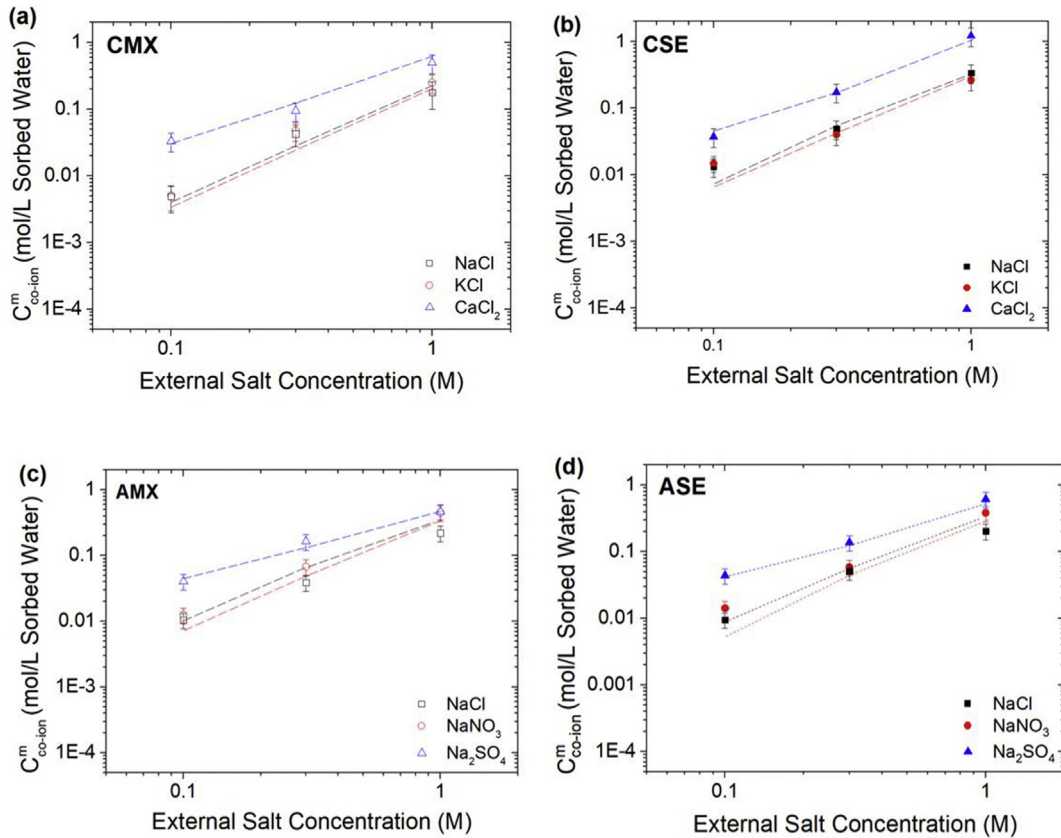 (a)
CMX
1
0.1
0.01
1E-3
1E-4
C^m_co-ion (mol/L Sorbed Water)
NaCl
KCl
CaCl₂
0.1 1
External Salt Concentration (M)
(b)
CSE
1
0.1
0.01
1E-3
1E-4
C^m_co-ion (mol/L Sorbed Water)
NaCl
KCl
CaCl₂
0.1 1
External Salt Concentration (M)
(c)
AMX
1
0.1
0.01
1E-3
1E-4
C^m_co-ion (mol/L Sorbed Water)
NaCl
NaNO₃
Na₂SO₄
0.1 1
External Salt Concentration (M)
(d)
ASE
1
0.1
0.01
0.001
1E-4
C^m_co-ion (mol/L Sorbed Water)
NaCl
NaNO₃
Na₂SO₄
0.1 1
External Salt Concentration (M)